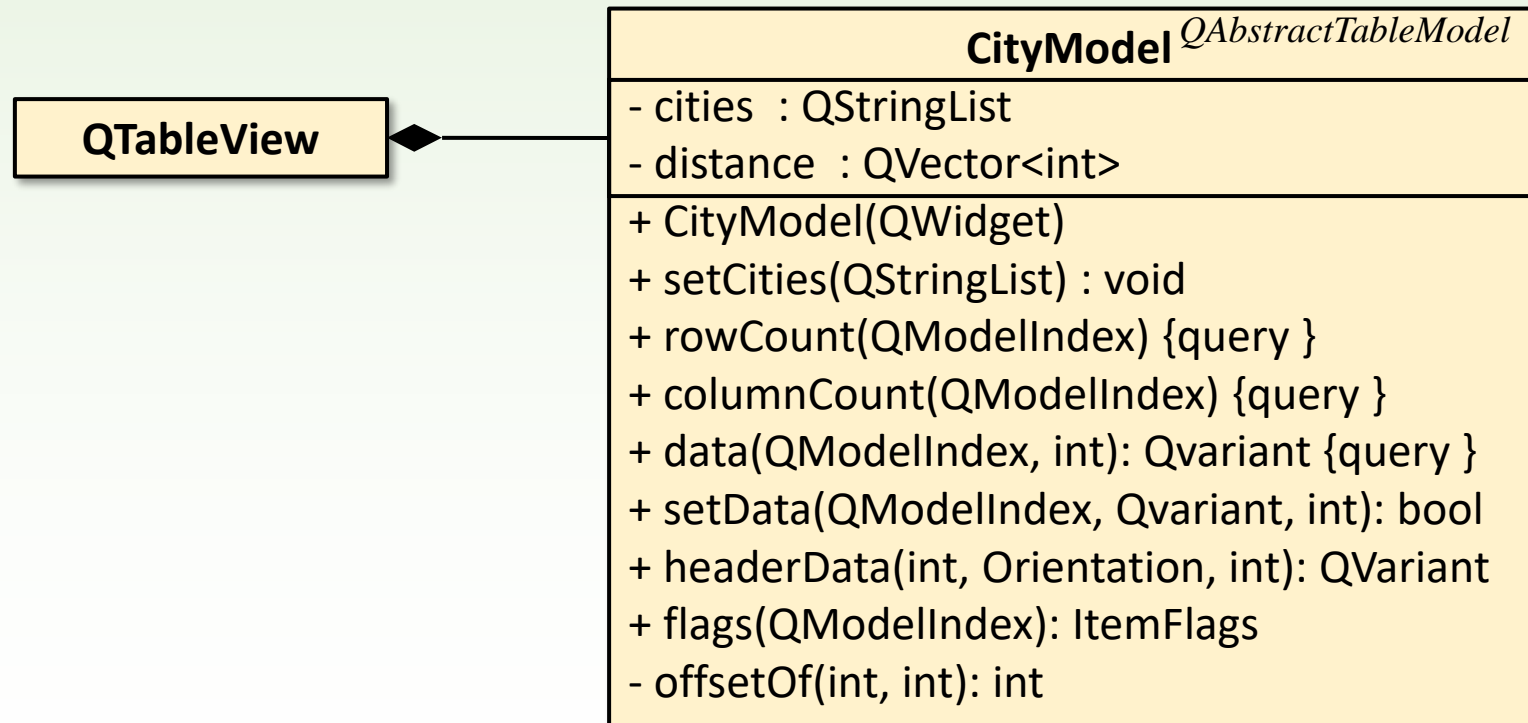 QTableView
CityModel QAbstractTableModel
- cities : QStringList
- distance : QVector<int>
+ CityModel(QWidget)
+ setCities(QStringList) : void
+ rowCount(QModelIndex) {query }
+ columnCount(QModelIndex) {query }
+ data(QModelIndex, int): Qvariant {query }
+ setData(QModelIndex, Qvariant, int): bool
+ headerData(int, Orientation, int): QVariant
+ flags(QModelIndex): ItemFlags
- offsetOf(int, int): int